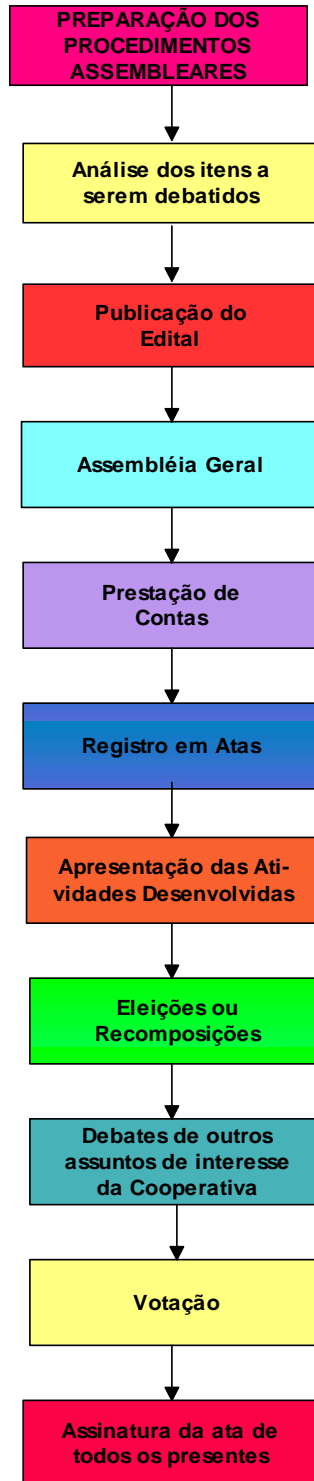 PREPARAÇÃO DOS
PROCEDIMENTOS
ASSEMBLEARES
Análise dos itens a
serem debatidos
Publicação do
Edital
Assembléia Geral
Prestação de
Contas
Registro em Atas
Apresentação das Ati-
vidades Desenvolvidas
Eleições ou
Recomposições
Debates de outros
assuntos de interesse
da Cooperativa
Votação
Assinatura da ata de
todos os presentes